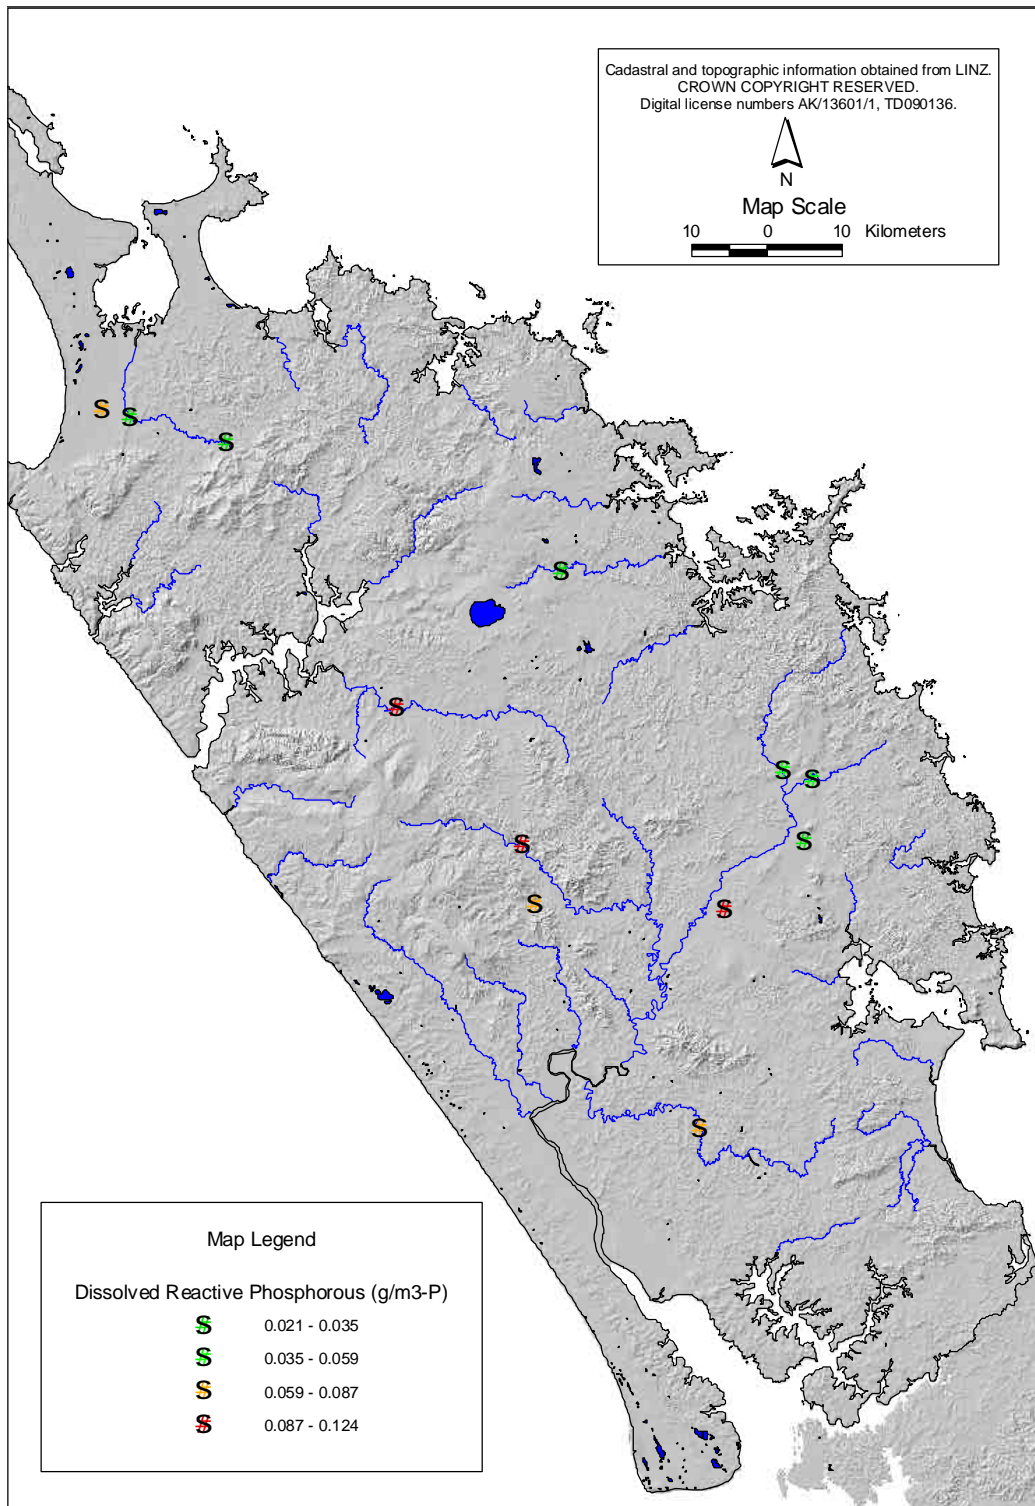 Cadastral and topographic information obtained from LINZ.
CROWN COPYRIGHT RESERVED.
Digital license numbers AK/13601/1, TD090136.
N
Map Scale
10 0 10 Kilometers
S
S
S
S
S
S
S
S
S
S
S
S
Map Legend
Dissolved Reactive Phosphorous (g/m3-P)
S 0.021 - 0.035
S 0.035 - 0.059
S 0.059 - 0.087
S 0.087 - 0.124